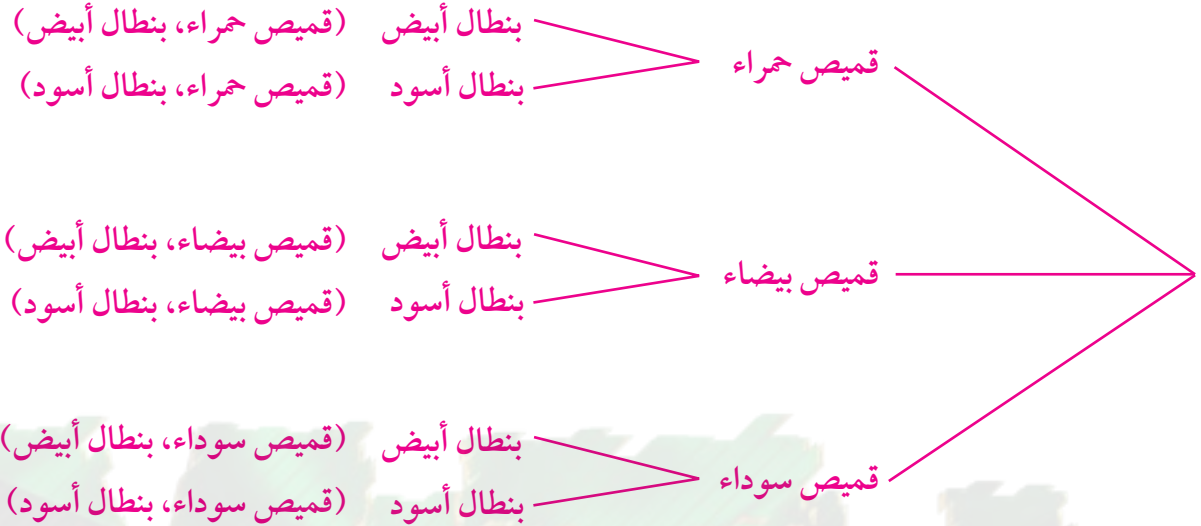 بنطال أبيض (قميص حمراء، بنطال أبيض)
قميص حمراء
بنطال أسود (قميص حمراء، بنطال أسود)
بنطال أبيض (قميص بيضاء، بنطال أبيض)
قميص بيضاء
بنطال أسود (قميص بيضاء، بنطال أسود)
بنطال أبيض (قميص سوداء، بنطال أبيض)
قميص سوداء
بنطال أسود (قميص سوداء، بنطال أسود)